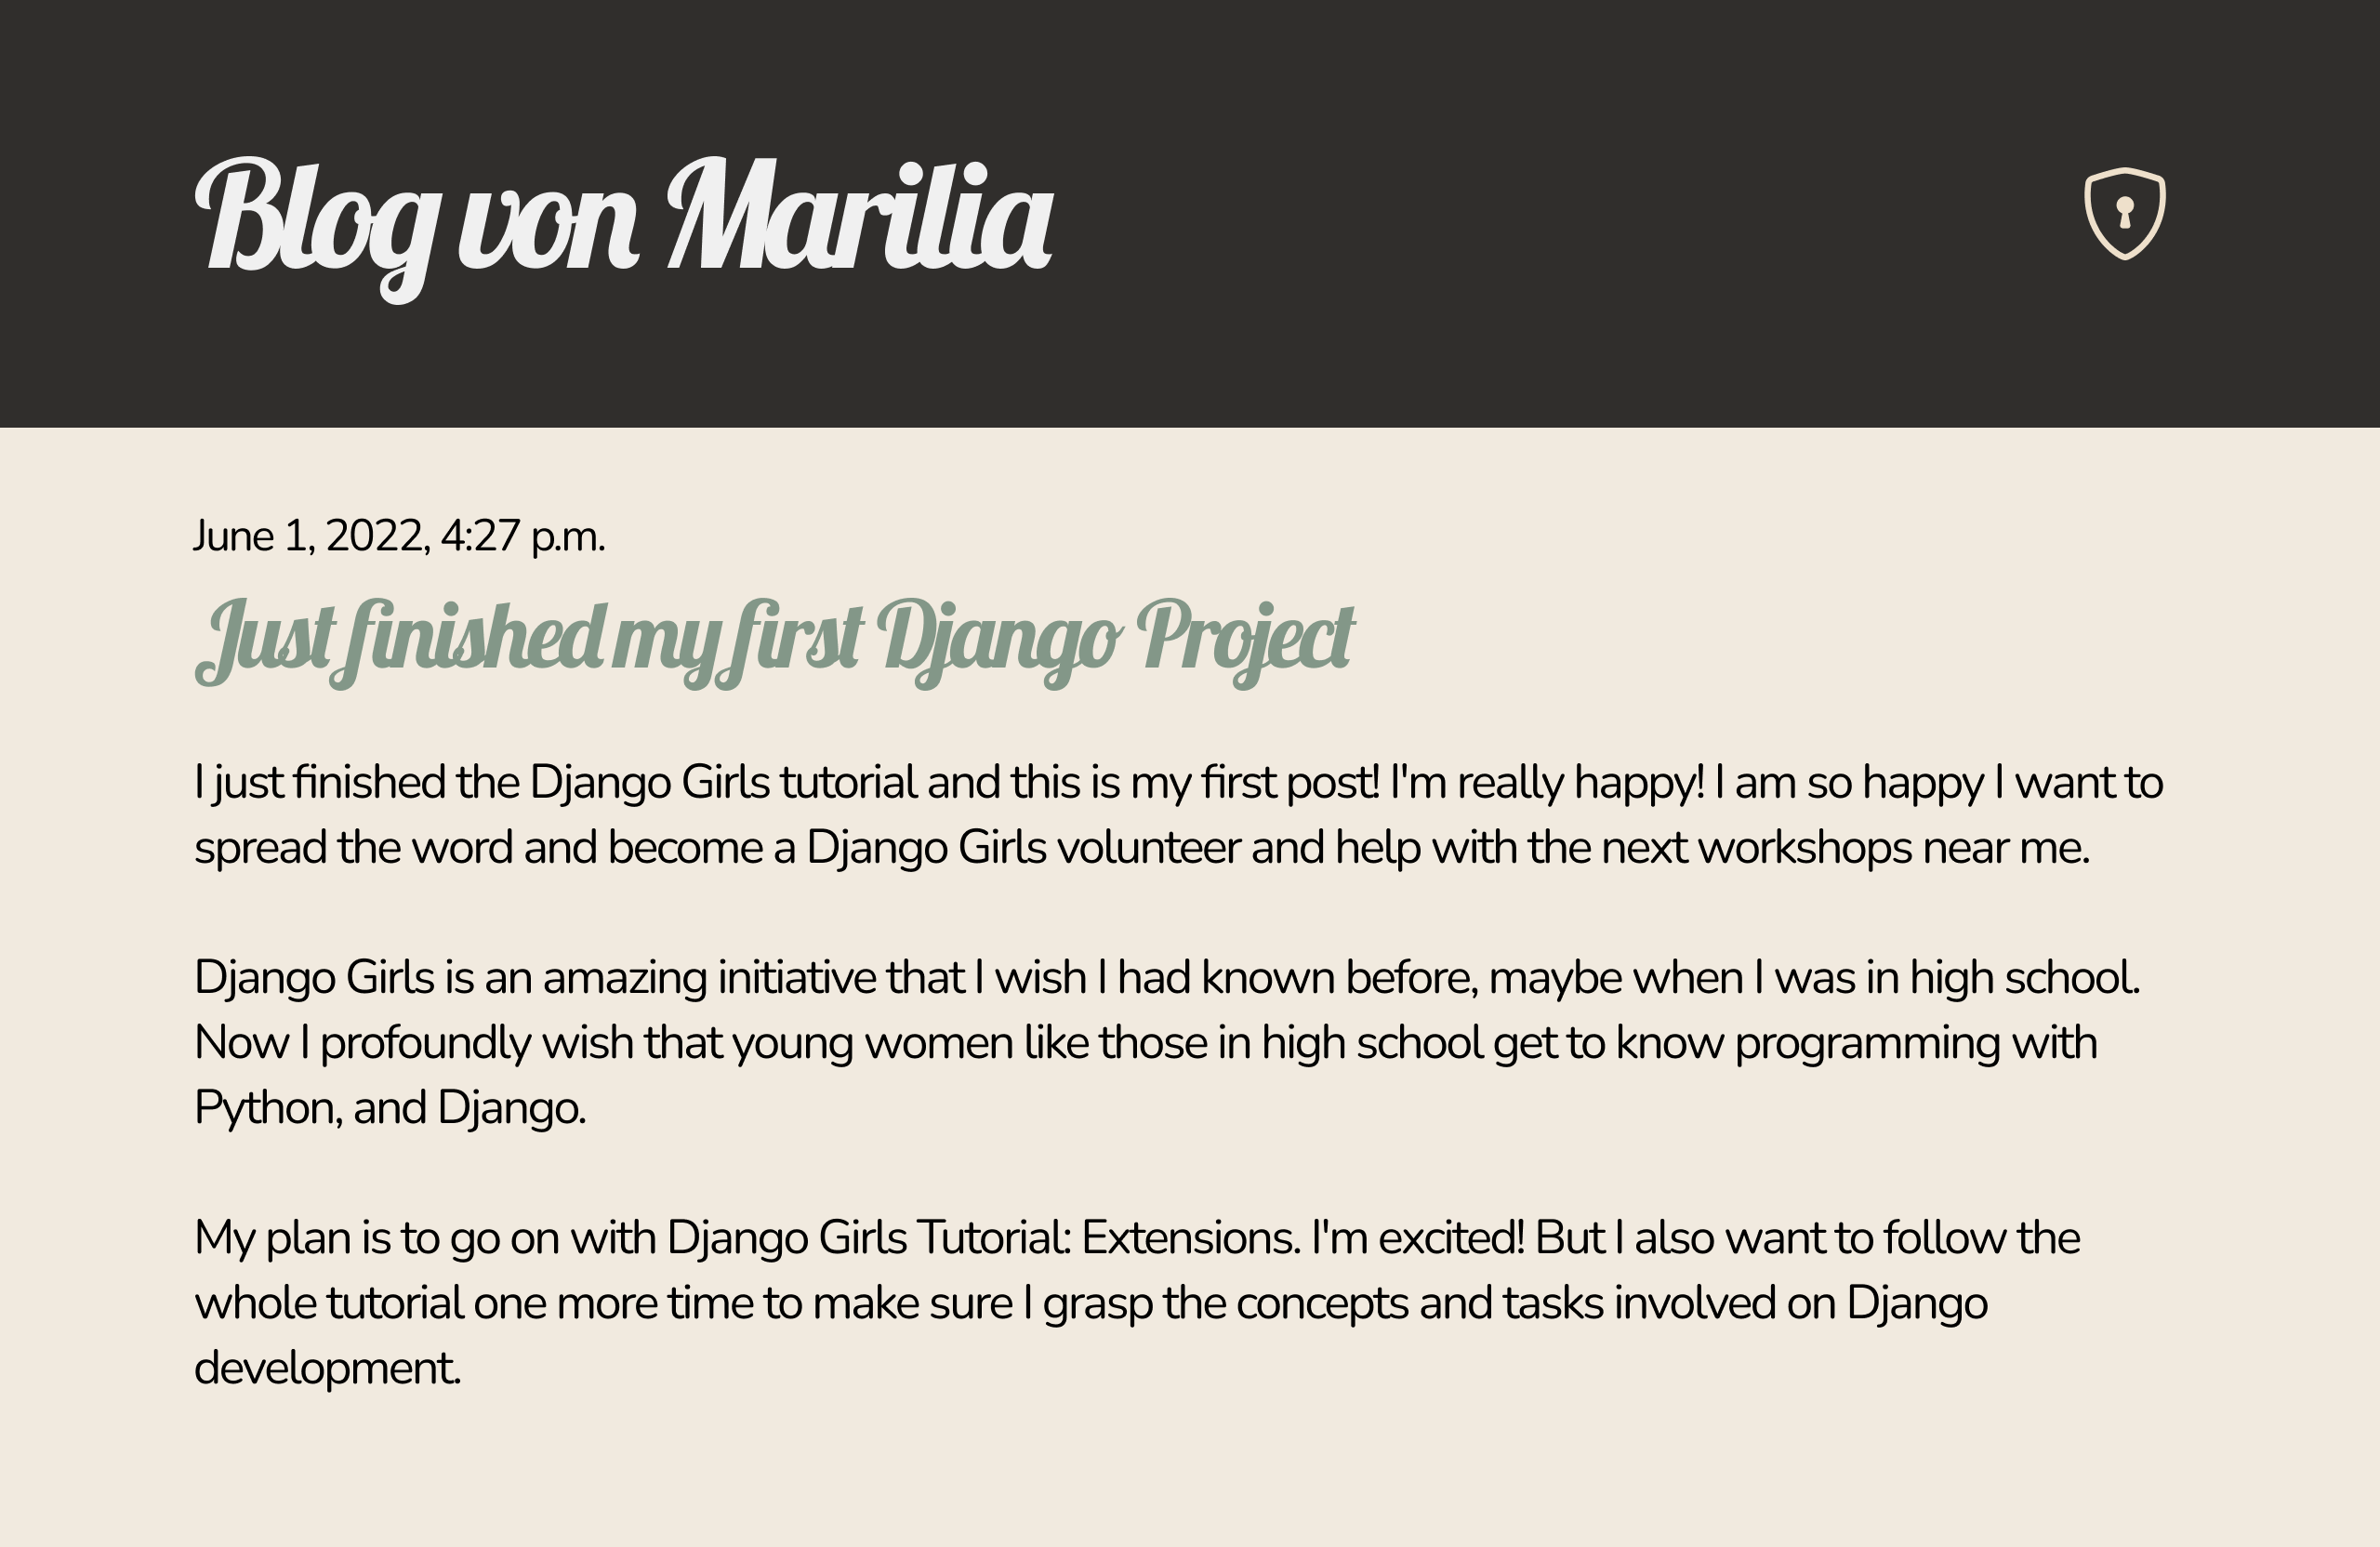 Blog von Marilia
June 1, 2022, 4:27 p.m.
Just finished my first Django Project
I just finished the Django Girls tutorial and this is my first post! I'm really happy! I am so happy I want to
spread the word and become a Django Girls volunteer and help with the next workshops near me.
Django Girls is an amazing initiative that I wish I had known before, maybe when I was in high school.
Now I profoundly wish that young women like those in high school get to know programming with
Python, and Django.
My plan is to go on with Django Girls Tutorial: Extensions. I'm excited! But I also want to follow the
whole tutorial one more time to make sure I grasp the concepts and tasks involved on Django
development.